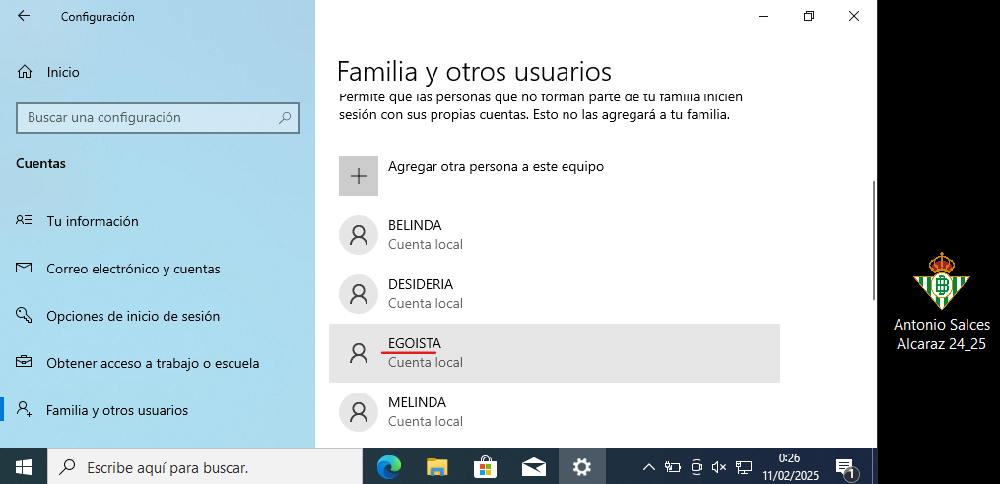 Configuración
Inicio
Buscar una configuración
Cuentas
Tu información
Correo electrónico y cuentas
Opciones de inicio de sesión
Obtener acceso a trabajo o escuela
Familia y otros usuarios
Familia y otros usuarios
Permite que las personas que no forman parte de tu familia inicien
sesión con sus propias cuentas. Esto no las agregará a tu familia.
Agregar otra persona a este equipo
BELINDA
Cuenta local
DESIDERIA
Cuenta local
EGOISTA
Cuenta local
MELINDA
Cuenta local
Antonio Salces
Alcaraz 24_25
Escribe aquí para buscar.
0:26
11/02/2025
1